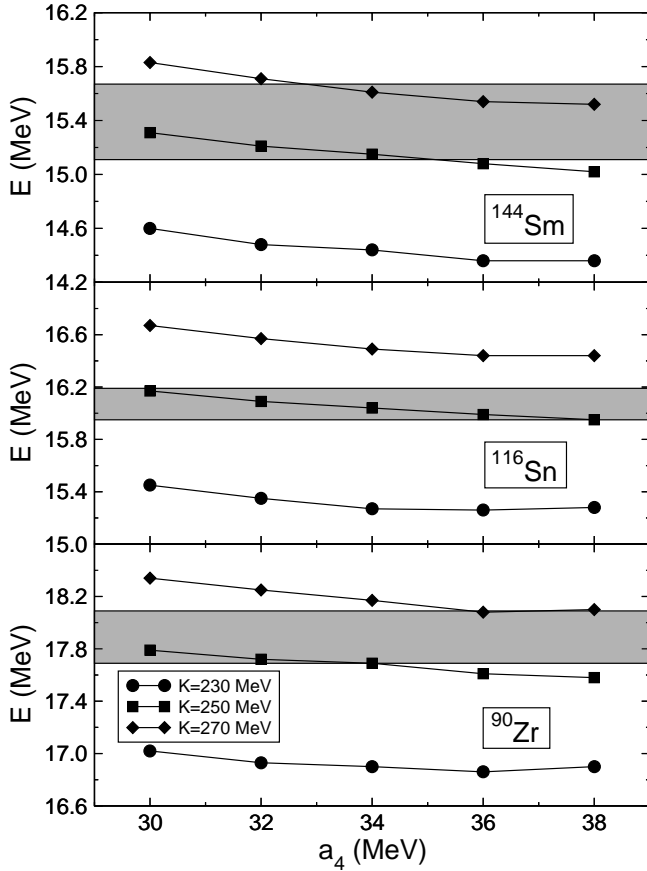 16.2
15.8
15.4
15.0
14.6
14.2
E (MeV)
¹⁴⁴Sm
16.6
16.2
15.8
15.4
15.0
E (MeV)
¹¹⁶Sn
18.2
17.8
17.4
17.0
16.6
E (MeV)
K=230 MeV
K=250 MeV
K=270 MeV
⁹⁰Zr
30 32 34 36 38
a₄ (MeV)